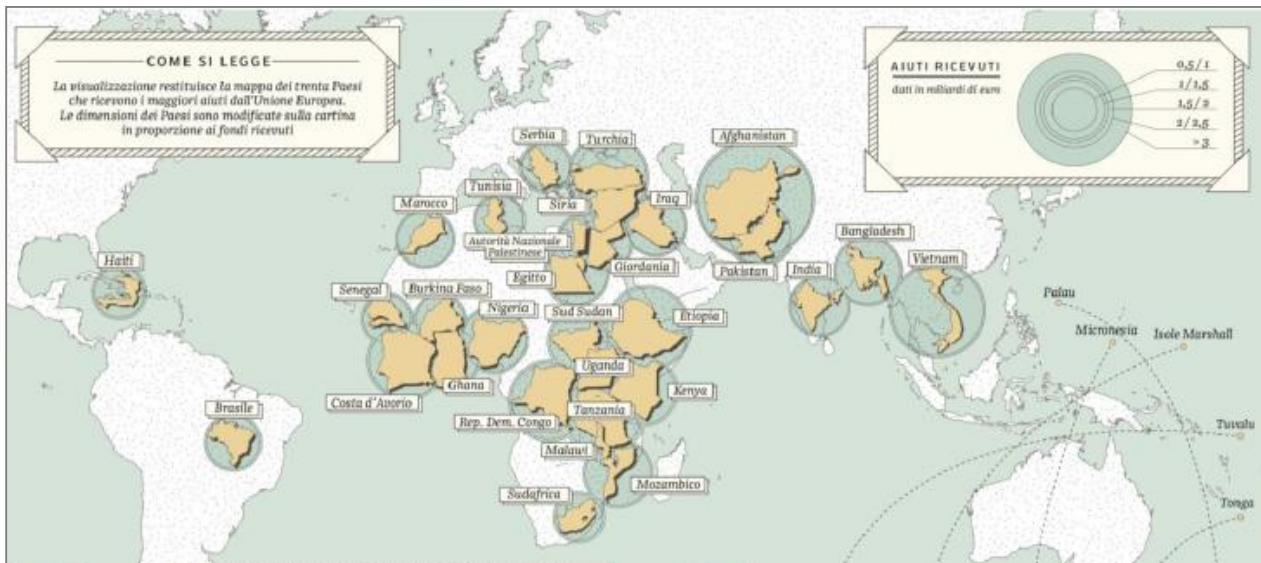 COME SI LEGGE
La visualizzazione restituisce la mappa dei trenta Paesi
che ricevono i maggiori aiuti dall'Unione Europea.
Le dimensioni dei Paesi sono modificate sulla cartina
in proporzione ai fondi ricevuti
AIUTI RICEVUTI
dati in miliardi di euro
0,5/1
1/1,5
1,5/2
2/2,5
>3
Serbia
Turchia
Afghanistan
Tunisia
Marocco
Siria
Iraq
Autorità Nazionale
Palestinese
Bangladesh
Haiti
Egitto
Giordania
Pakistan
India
Vietnam
Senegal
Burkina Faso
Nigeria
Sud Sudan
Etiopia
Palau
Micronesia
Isole Marshall
Uganda
Ghana
Kenya
Costa d'Avorio
Brasile
Rep. Dem. Congo
Tanzania
Tuvalu
Malawi
Mozambico
Sudafrica
Tonga